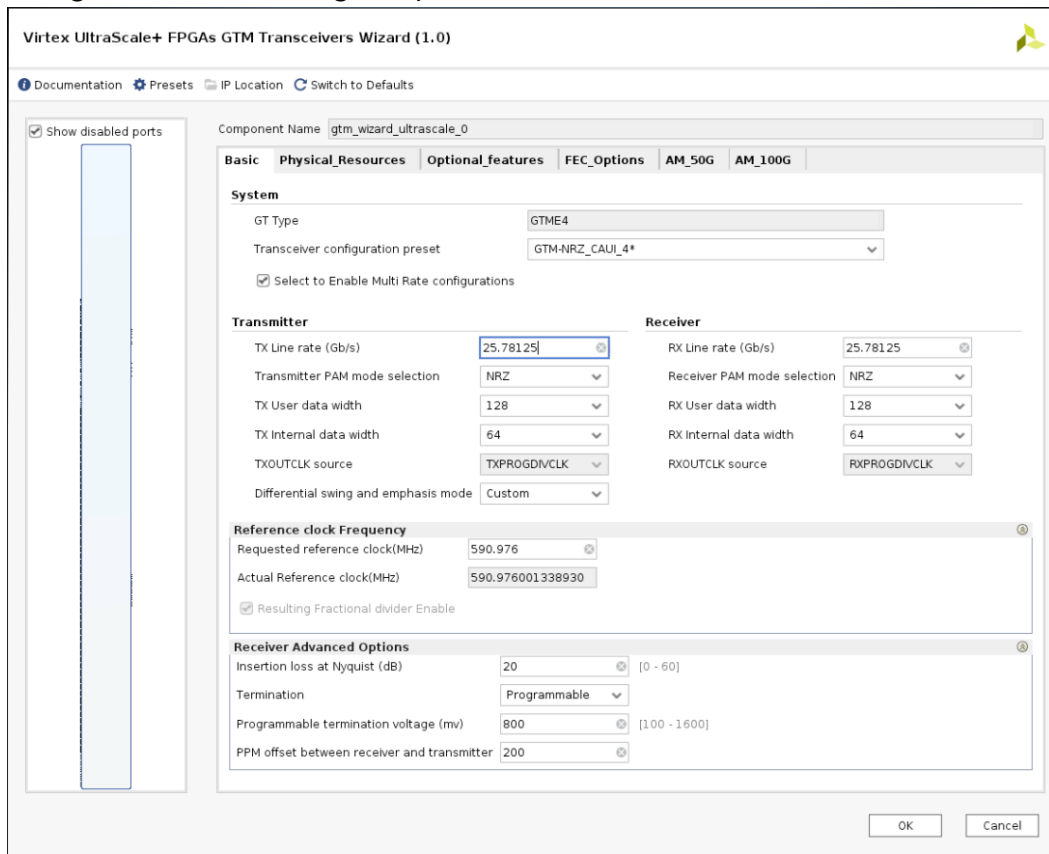 Virtex UltraScale+ FPGAs GTM Transceivers Wizard (1.0)
Documentation Presets IP Location Switch to Defaults
Show disabled ports
Component Name gtm_wizard_ultrascale_0
Basic Physical_Resources Optional_features FEC_Options AM_50G AM_100G
System
GT Type GTME4
Transceiver configuration preset GTM-NRZ_CAUI_4*
Select to Enable Multi Rate configurations
Transmitter Receiver
TX Line rate (Gb/s) 25.78125 RX Line rate (Gb/s) 25.78125
Transmitter PAM mode selection NRZ Receiver PAM mode selection NRZ
TX User data width 128 RX User data width 128
TX Internal data width 64 RX Internal data width 64
TXOUTCLK source TXPROGDIVCLK RXOUTCLK source RXPROGDIVCLK
Differential swing and emphasis mode Custom
Reference clock Frequency
Requested reference clock(MHz) 590.976
Actual Reference clock(MHz) 590.976001338930
Resulting Fractional divider Enable
Receiver Advanced Options
Insertion loss at Nyquist (dB) 20 [0 - 60]
Termination Programmable
Programmable termination voltage (mv) 800 [100 - 1600]
PPM offset between receiver and transmitter 200
OK Cancel